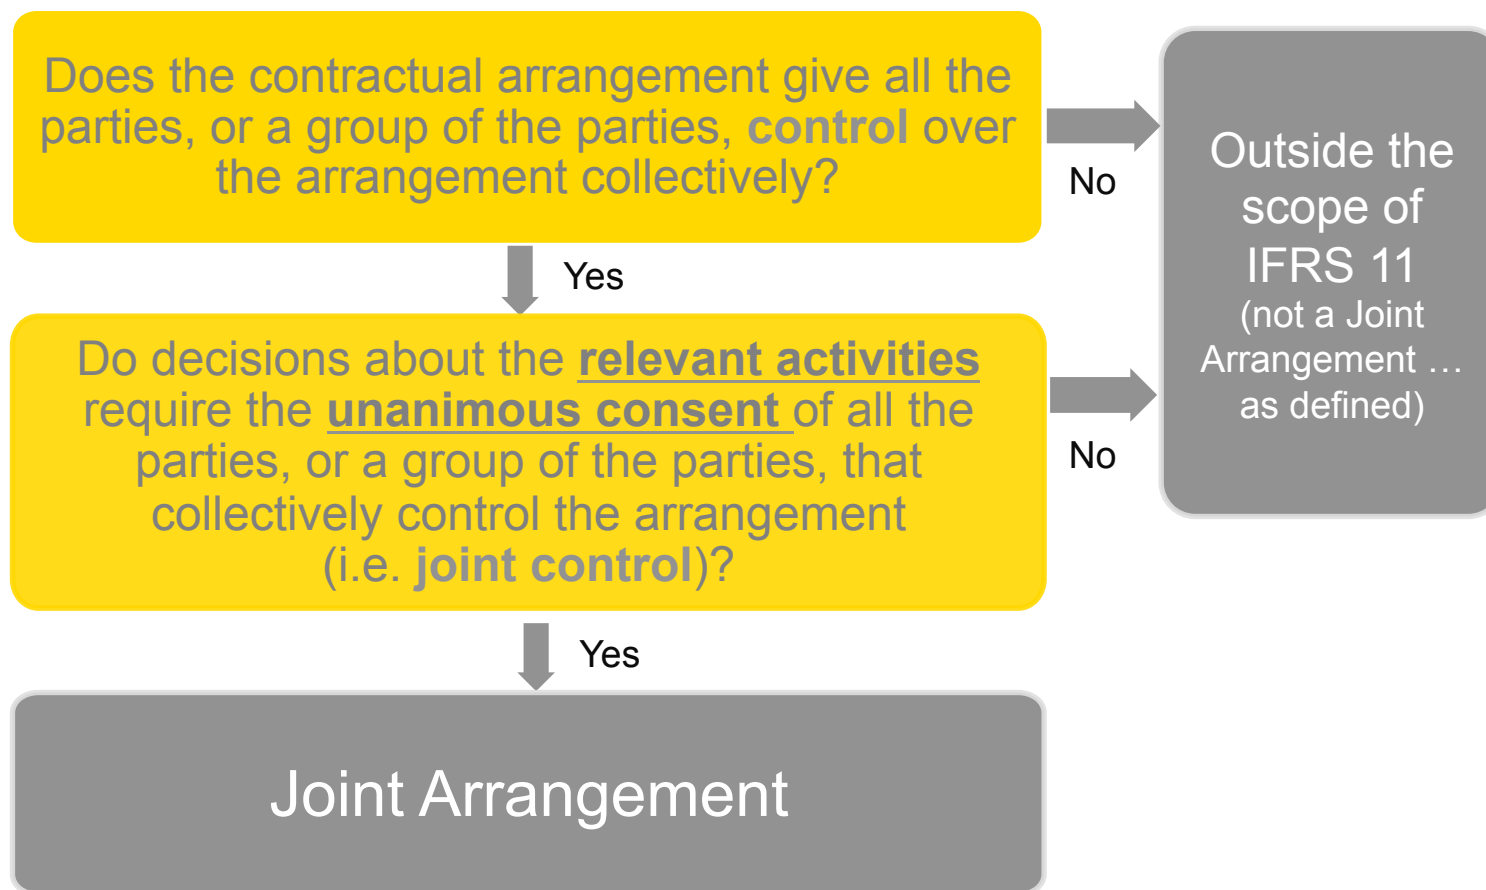 Does the contractual arrangement give all the
parties, or a group of the parties, control over
the arrangement collectively?
No
Outside the
scope of
IFRS 11
(not a Joint
Arrangement …
as defined)
Yes
Do decisions about the relevant activities
require the unanimous consent of all the
parties, or a group of the parties, that
collectively control the arrangement
(i.e. joint control)?
No
Yes
Joint Arrangement